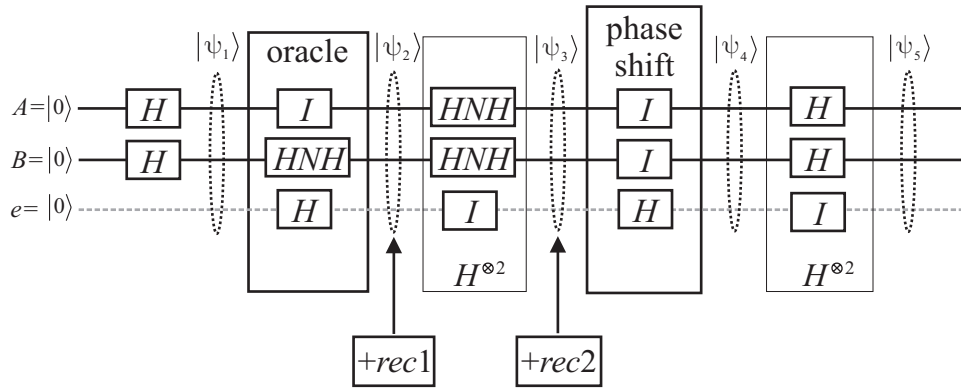 |ψ₁⟩ oracle |ψ₂⟩ |ψ₃⟩ phase shift |ψ₄⟩ |ψ₅⟩
A=|0⟩ H I HNH I H
B=|0⟩ H HNH HNH I H
e= |0⟩ H I H I
H⊗2 H⊗2
+rec1 +rec2